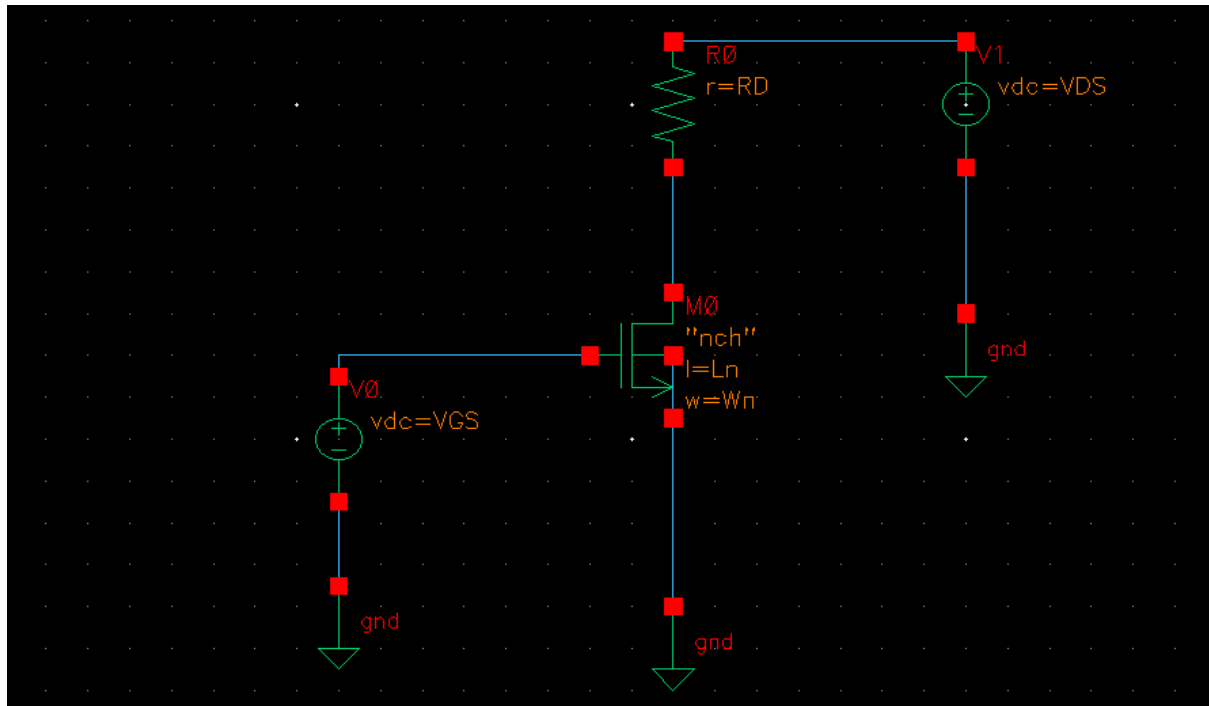 R0
r=RD
V1
vdc=VDS
M0
"nch"
l=Ln
w=Wn
gnd
V0
vdc=VGS
gnd
gnd